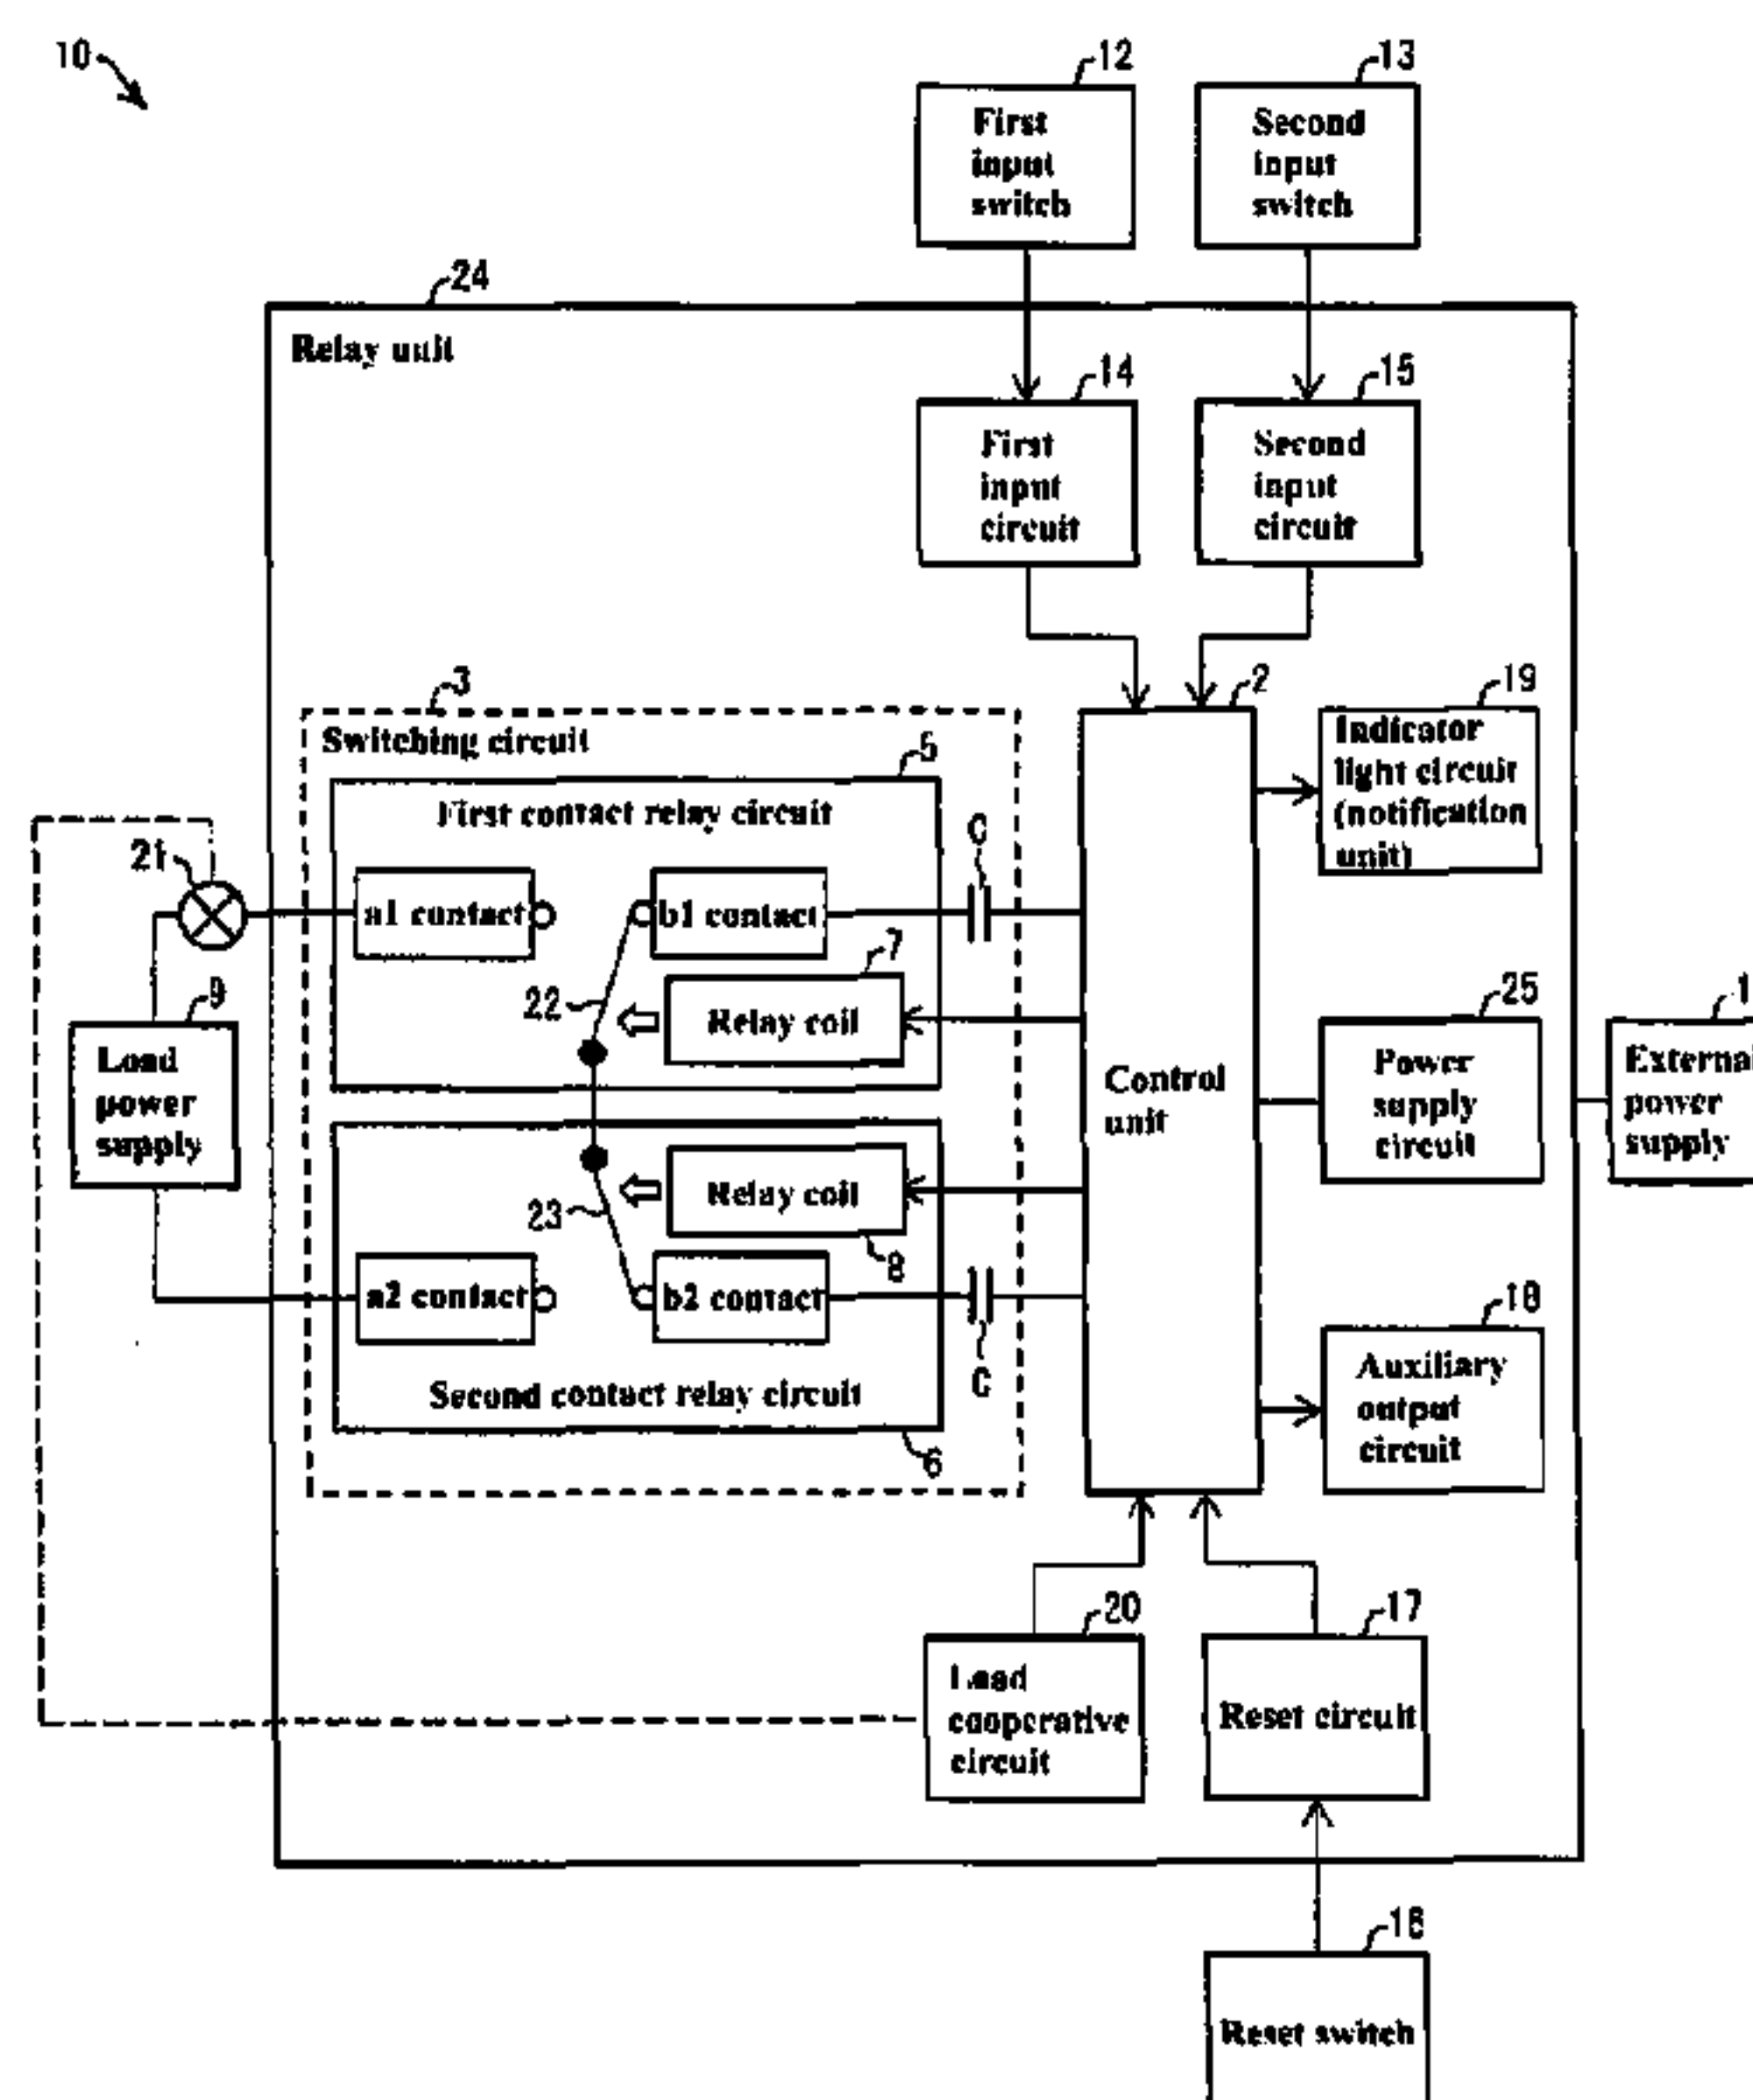 10
12
First
input
switch
13
Second
input
switch
24
Relay unit
14
First
input
circuit
15
Second
input
circuit
3
Switching circuit
5
First contact relay circuit
a1 contact
b1 contact
C
22
7
Relay coil
23
Relay coil
8
a2 contact
b2 contact
C
Second contact relay circuit
6
21
9
Load
power
supply
2
Control
unit
19
Indicator
light circuit
(notification
unit)
25
Power
supply
circuit
External
power
supply
18
Auxiliary
output
circuit
20
Load
cooperative
circuit
17
Reset circuit
16
Reset switch